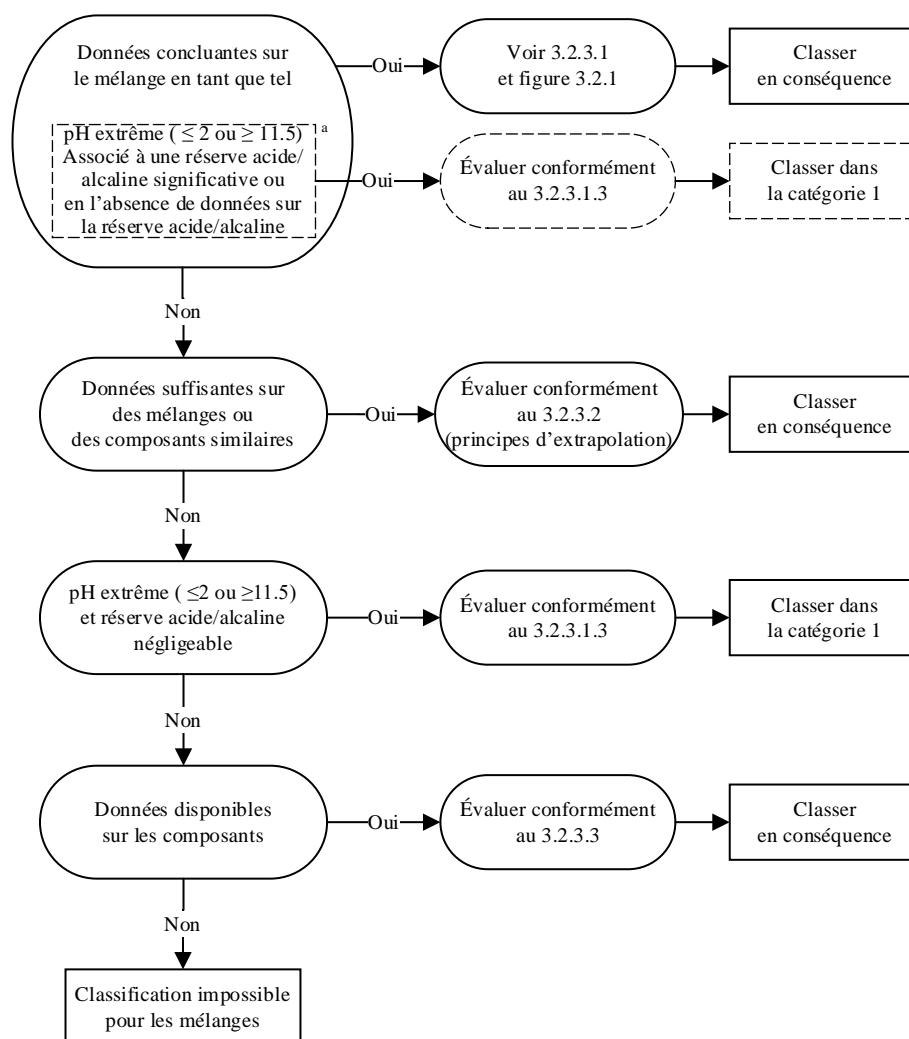 Données concluantes sur
le mélange en tant que tel
Oui
Voir 3.2.3.1
et figure 3.2.1
Classer
en conséquence
pH extrême ( ≤ 2 ou ≥ 11.5) a
Associé à une réserve acide/
alcaline significative ou
en l’absence de données sur
la réserve acide/alcaline
Oui
Évaluer conformément
au 3.2.3.1.3
Classer dans
la catégorie 1
Non
Données suffisantes sur
des mélanges ou
des composants similaires
Oui
Évaluer conformément
au 3.2.3.2
(principes d’extrapolation)
Classer
en conséquence
Non
pH extrême ( ≤2 ou ≥11.5)
et réserve acide/alcaline
négligeable
Oui
Évaluer conformément
au 3.2.3.1.3
Classer dans
la catégorie 1
Non
Données disponibles
sur les composants
Oui
Évaluer conformément
au 3.2.3.3
Classer
en conséquence
Non
Classification impossible
pour les mélanges